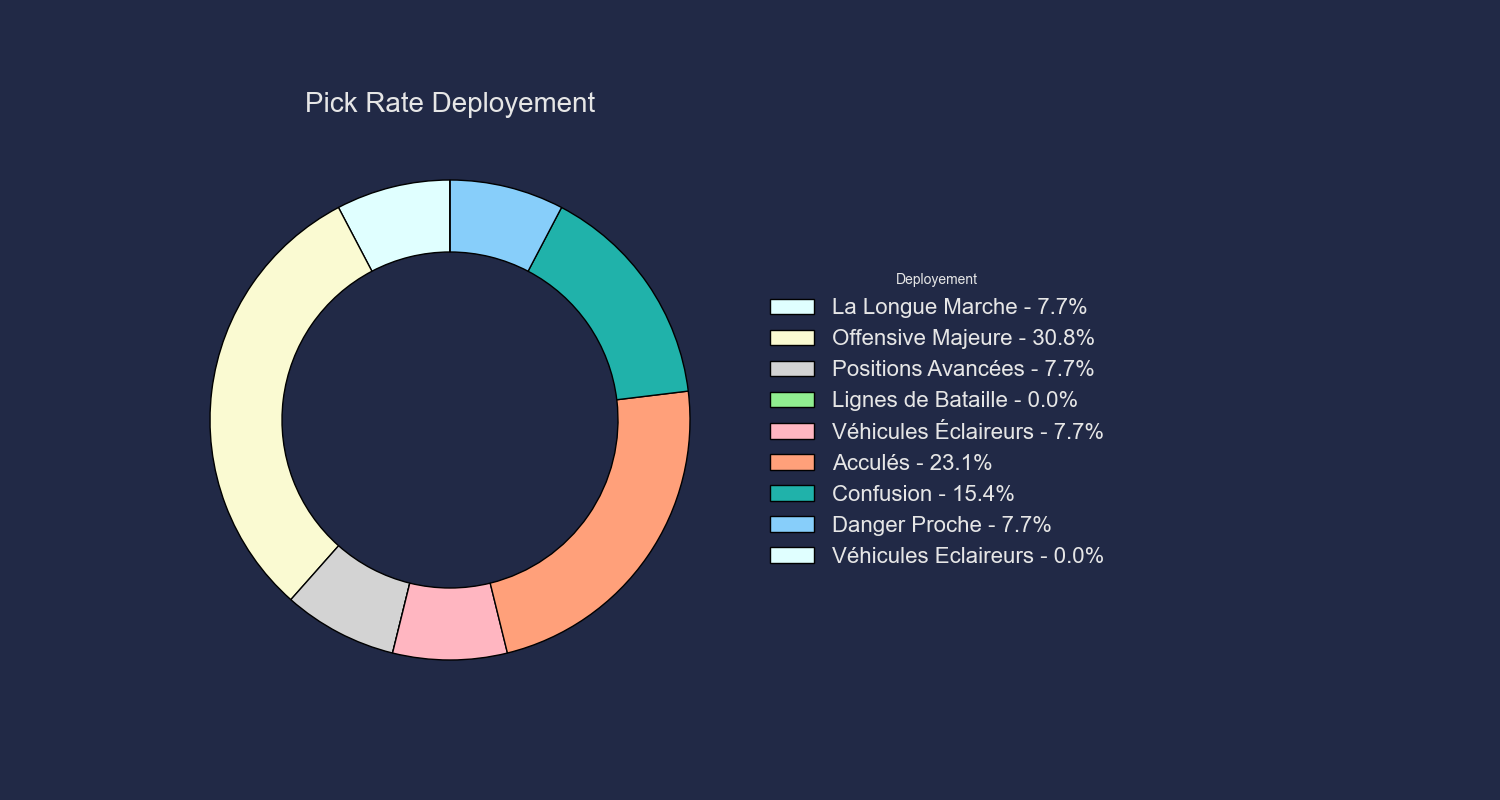 Pick Rate Deployement
Deployement
La Longue Marche - 7.7%
Offensive Majeure - 30.8%
Positions Avancées - 7.7%
Lignes de Bataille - 0.0%
Véhicules Éclaireurs - 7.7%
Acculés - 23.1%
Confusion - 15.4%
Danger Proche - 7.7%
Véhicules Eclaireurs - 0.0%